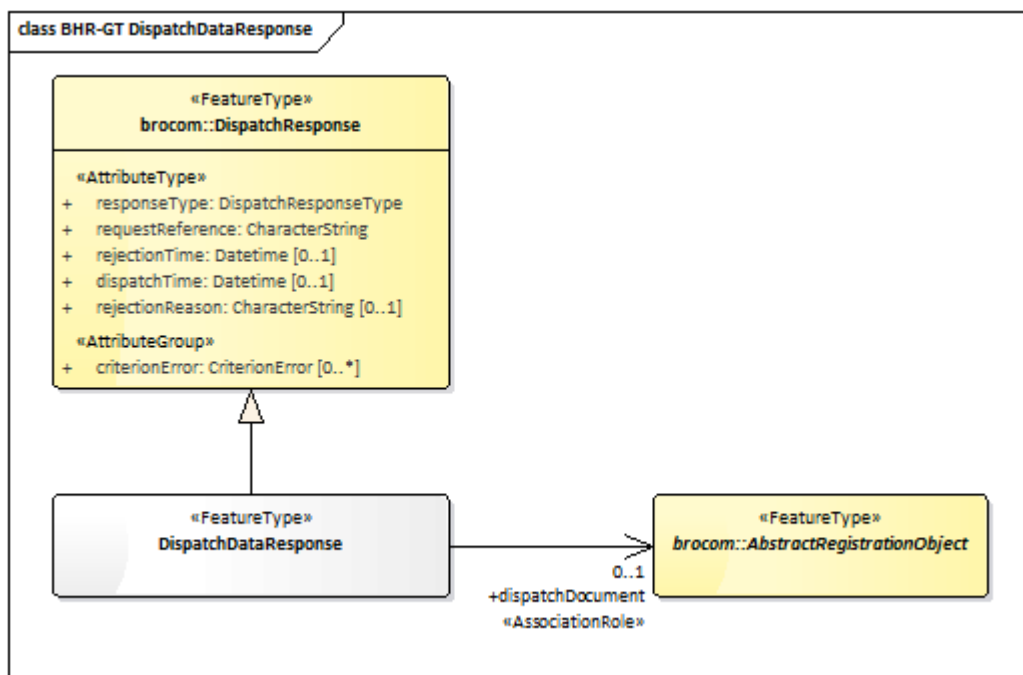 class BHR-GT DispatchDataResponse
«FeatureType»
brocom::DispatchResponse
«AttributeType»
+ responseType: DispatchResponseType
+ requestReference: CharacterString
+ rejectionTime: Datetime [0..1]
+ dispatchTime: Datetime [0..1]
+ rejectionReason: CharacterString [0..1]
«AttributeGroup»
+ criterionError: CriterionError [0..*]
«FeatureType»
DispatchDataResponse
«FeatureType»
brocom::AbstractRegistrationObject
0..1
+dispatchDocument
«AssociationRole»